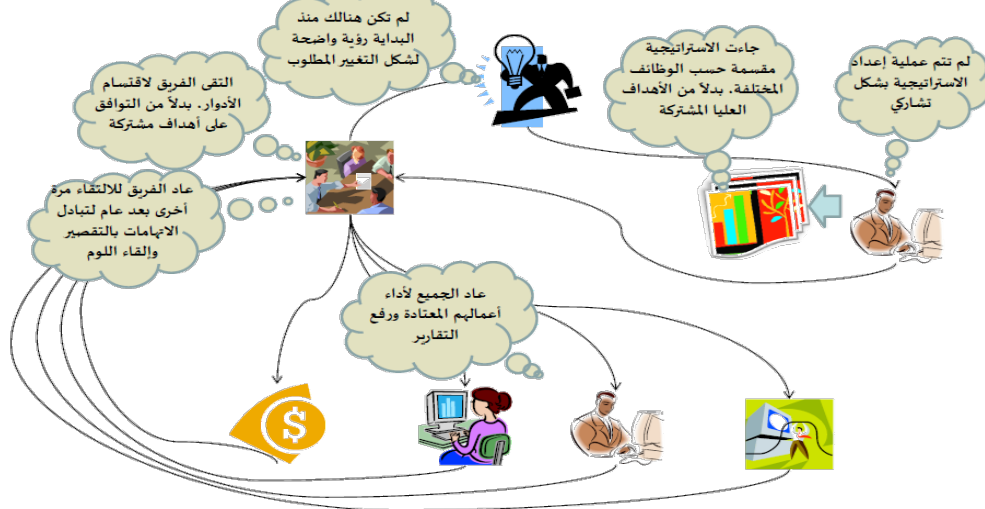 لم تكن هنالك منذ
البداية رؤية واضحة
لشكل التغيير المطلوب
جاءت الاستراتيجية
مقسمة حسب الوظائف
المختلفة. بدلاً من الأهداف
العليا المشتركة
لم تتم عملية إعداد
الاستراتيجية بشكل
تشاركي
التقى الفريق لاقتسام
الأدوار. بدلاً من التوافق
على أهداف مشتركة
عاد الفريق للالتقاء مرة
أخرى بعد عام لتبادل
الاتهامات بالتقصير
وإلقاء اللوم
عاد الجميع لأداء
أعمالهم المعتادة ورفع
التقارير
$